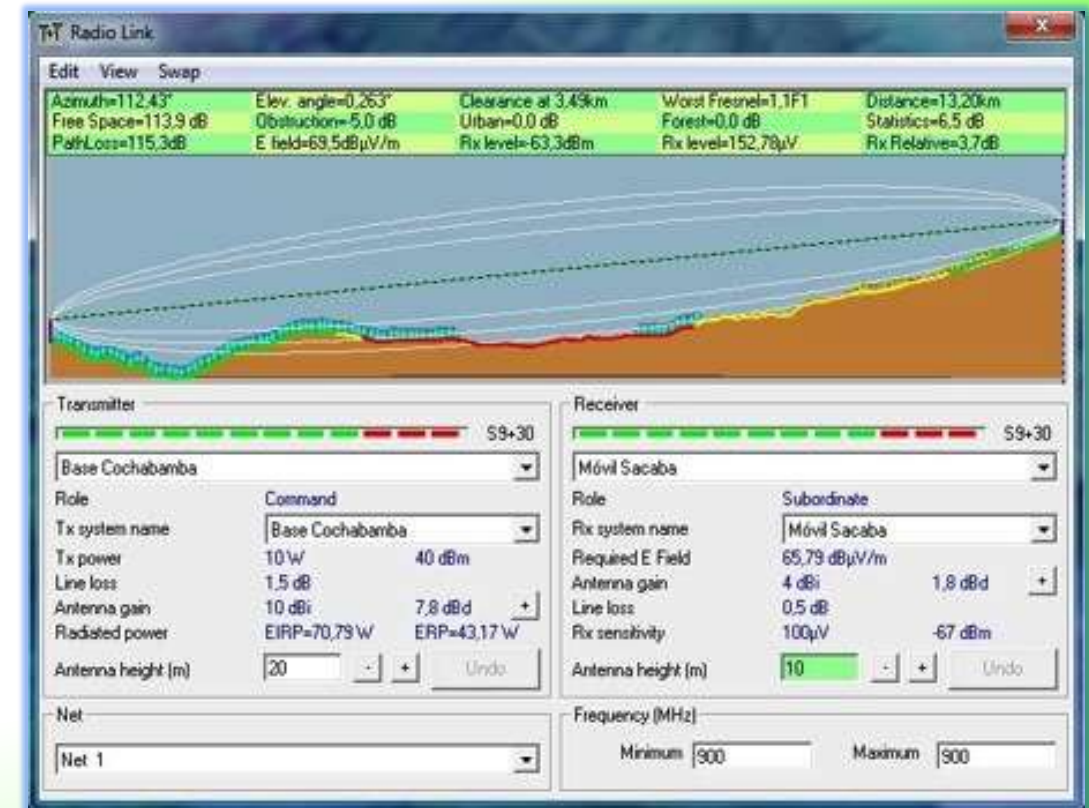 Radio Link
Edit View Swap
Azimuth=112,43° Elev. angle=0,263° Clearance at 3,49km Worst Fresnel=1,1F1 Distance=13,20km
Free Space=113,9 dB Obstruction=-5,0 dB Urban=0,0 dB Forest=0,0 dB Statistics=6,5 dB
PathLoss=115,3dB E field=69,5dBµV/m Rx level=-63,3dBm Rx level=152,78µV Rx Relative=3,7dB
Transmitter
S9+30
Base Cochabamba
Role Command
Tx system name Base Cochabamba
Tx power 10 W 40 dBm
Line loss 1,5 dB
Antenna gain 10 dBi 7,8 dBd +
Radiated power EIRP=70,79 W ERP=43,17 W
Antenna height (m) 20 - + Undo
Net
Net 1
Receiver
S9+30
Móvil Sacaba
Role Subordinate
Rx system name Móvil Sacaba
Required E Field 65,79 dBµV/m
Antenna gain 4 dBi 1,8 dBd +
Line loss 0,5 dB
Rx sensitivity 100µV -67 dBm
Antenna height (m) 10 - + Undo
Frequency (MHz)
Minimum 900 Maximum 900